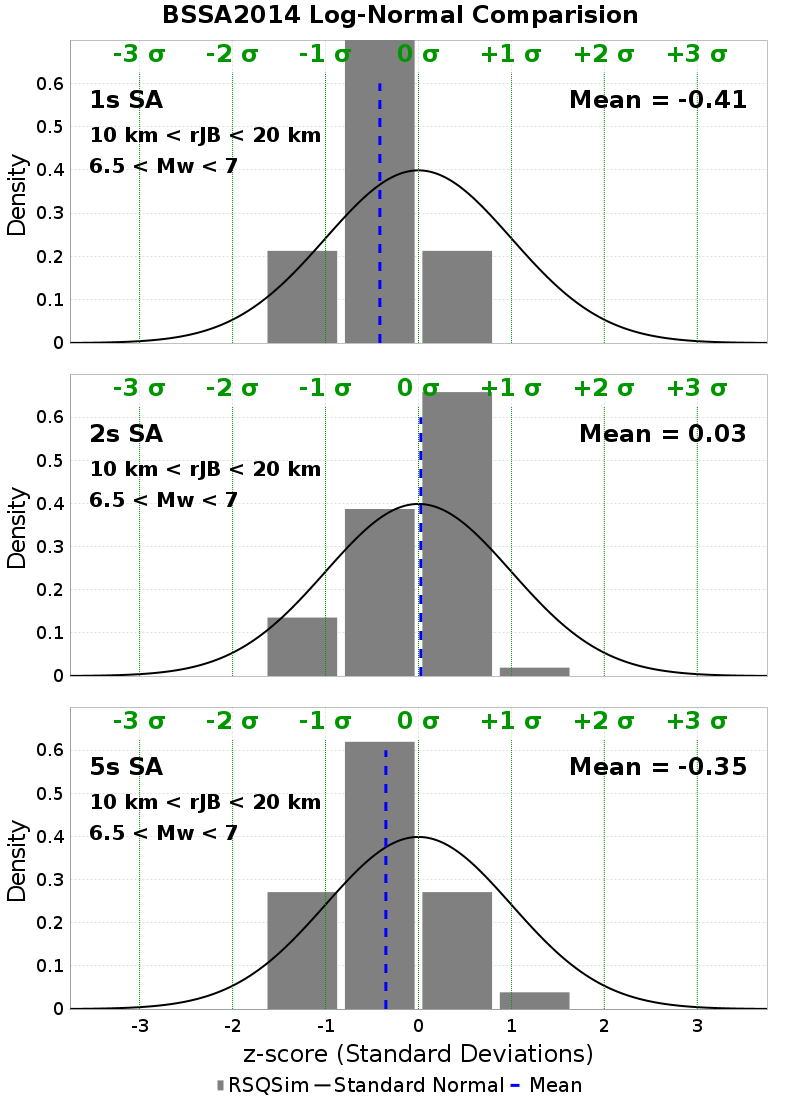 BSSA2014 Log-Normal Comparision
-3 σ -2 σ -1 σ 0 σ +1 σ +2 σ +3 σ
0.6
1s SA Mean = -0.41
0.5
10 km < rJB < 20 km
6.5 < Mw < 7
0.4
Density
0.3
0.2
0.1
0
-3 σ -2 σ -1 σ 0 σ +1 σ +2 σ +3 σ
0.6
2s SA Mean = 0.03
0.5
10 km < rJB < 20 km
6.5 < Mw < 7
0.4
Density
0.3
0.2
0.1
0
-3 σ -2 σ -1 σ 0 σ +1 σ +2 σ +3 σ
0.6
5s SA Mean = -0.35
0.5
10 km < rJB < 20 km
6.5 < Mw < 7
0.4
Density
0.3
0.2
0.1
0
-3 -2 -1 0 1 2 3
z-score (Standard Deviations)
RSQSim Standard Normal Mean